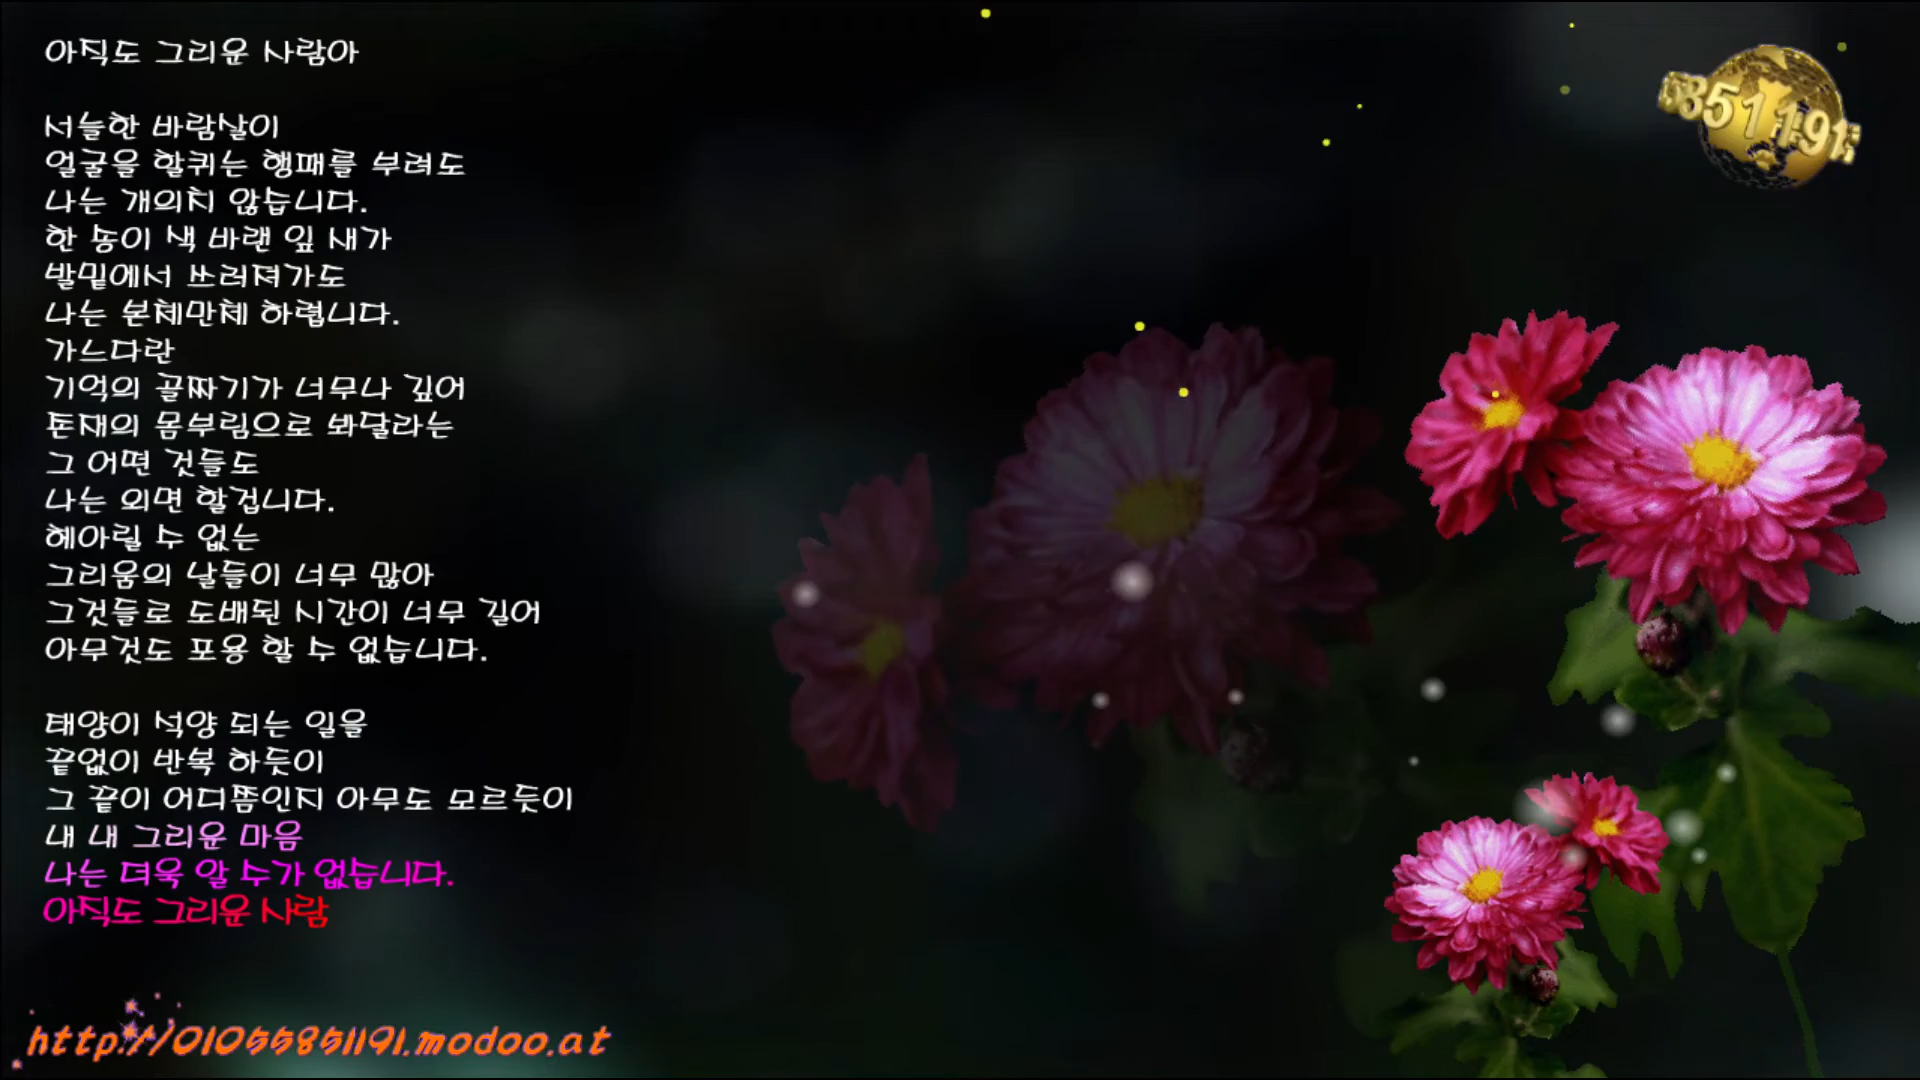 아직도 그리운 사람아
서늘한 바람살이
얼굴을 할퀴는 행패를 부려도
나는 개의치 않습니다.
한 송이 색 바랜 잎 새가
발밑에서 쓰러져가도
나는 본체만체 하렵니다.
가느다란
기억의 골짜기가 너무나 깊어
존재의 몸부림으로 봐달라는
그 어떤 것들도
나는 외면 할겁니다.
헤아릴 수 없는
그리움의 날들이 너무 많아
그것들로 도배된 시간이 너무 길어
아무것도 포용 할 수 없습니다.
태양이 석양 되는 일을
끝없이 반복 하듯이
그 끝이 어디쯤인지 아무도 모르듯이
내 내 그리운 마음
나는 더욱 알 수가 없습니다.
아직도 그리운 사람
http://01055851191.modoo.at
5851191